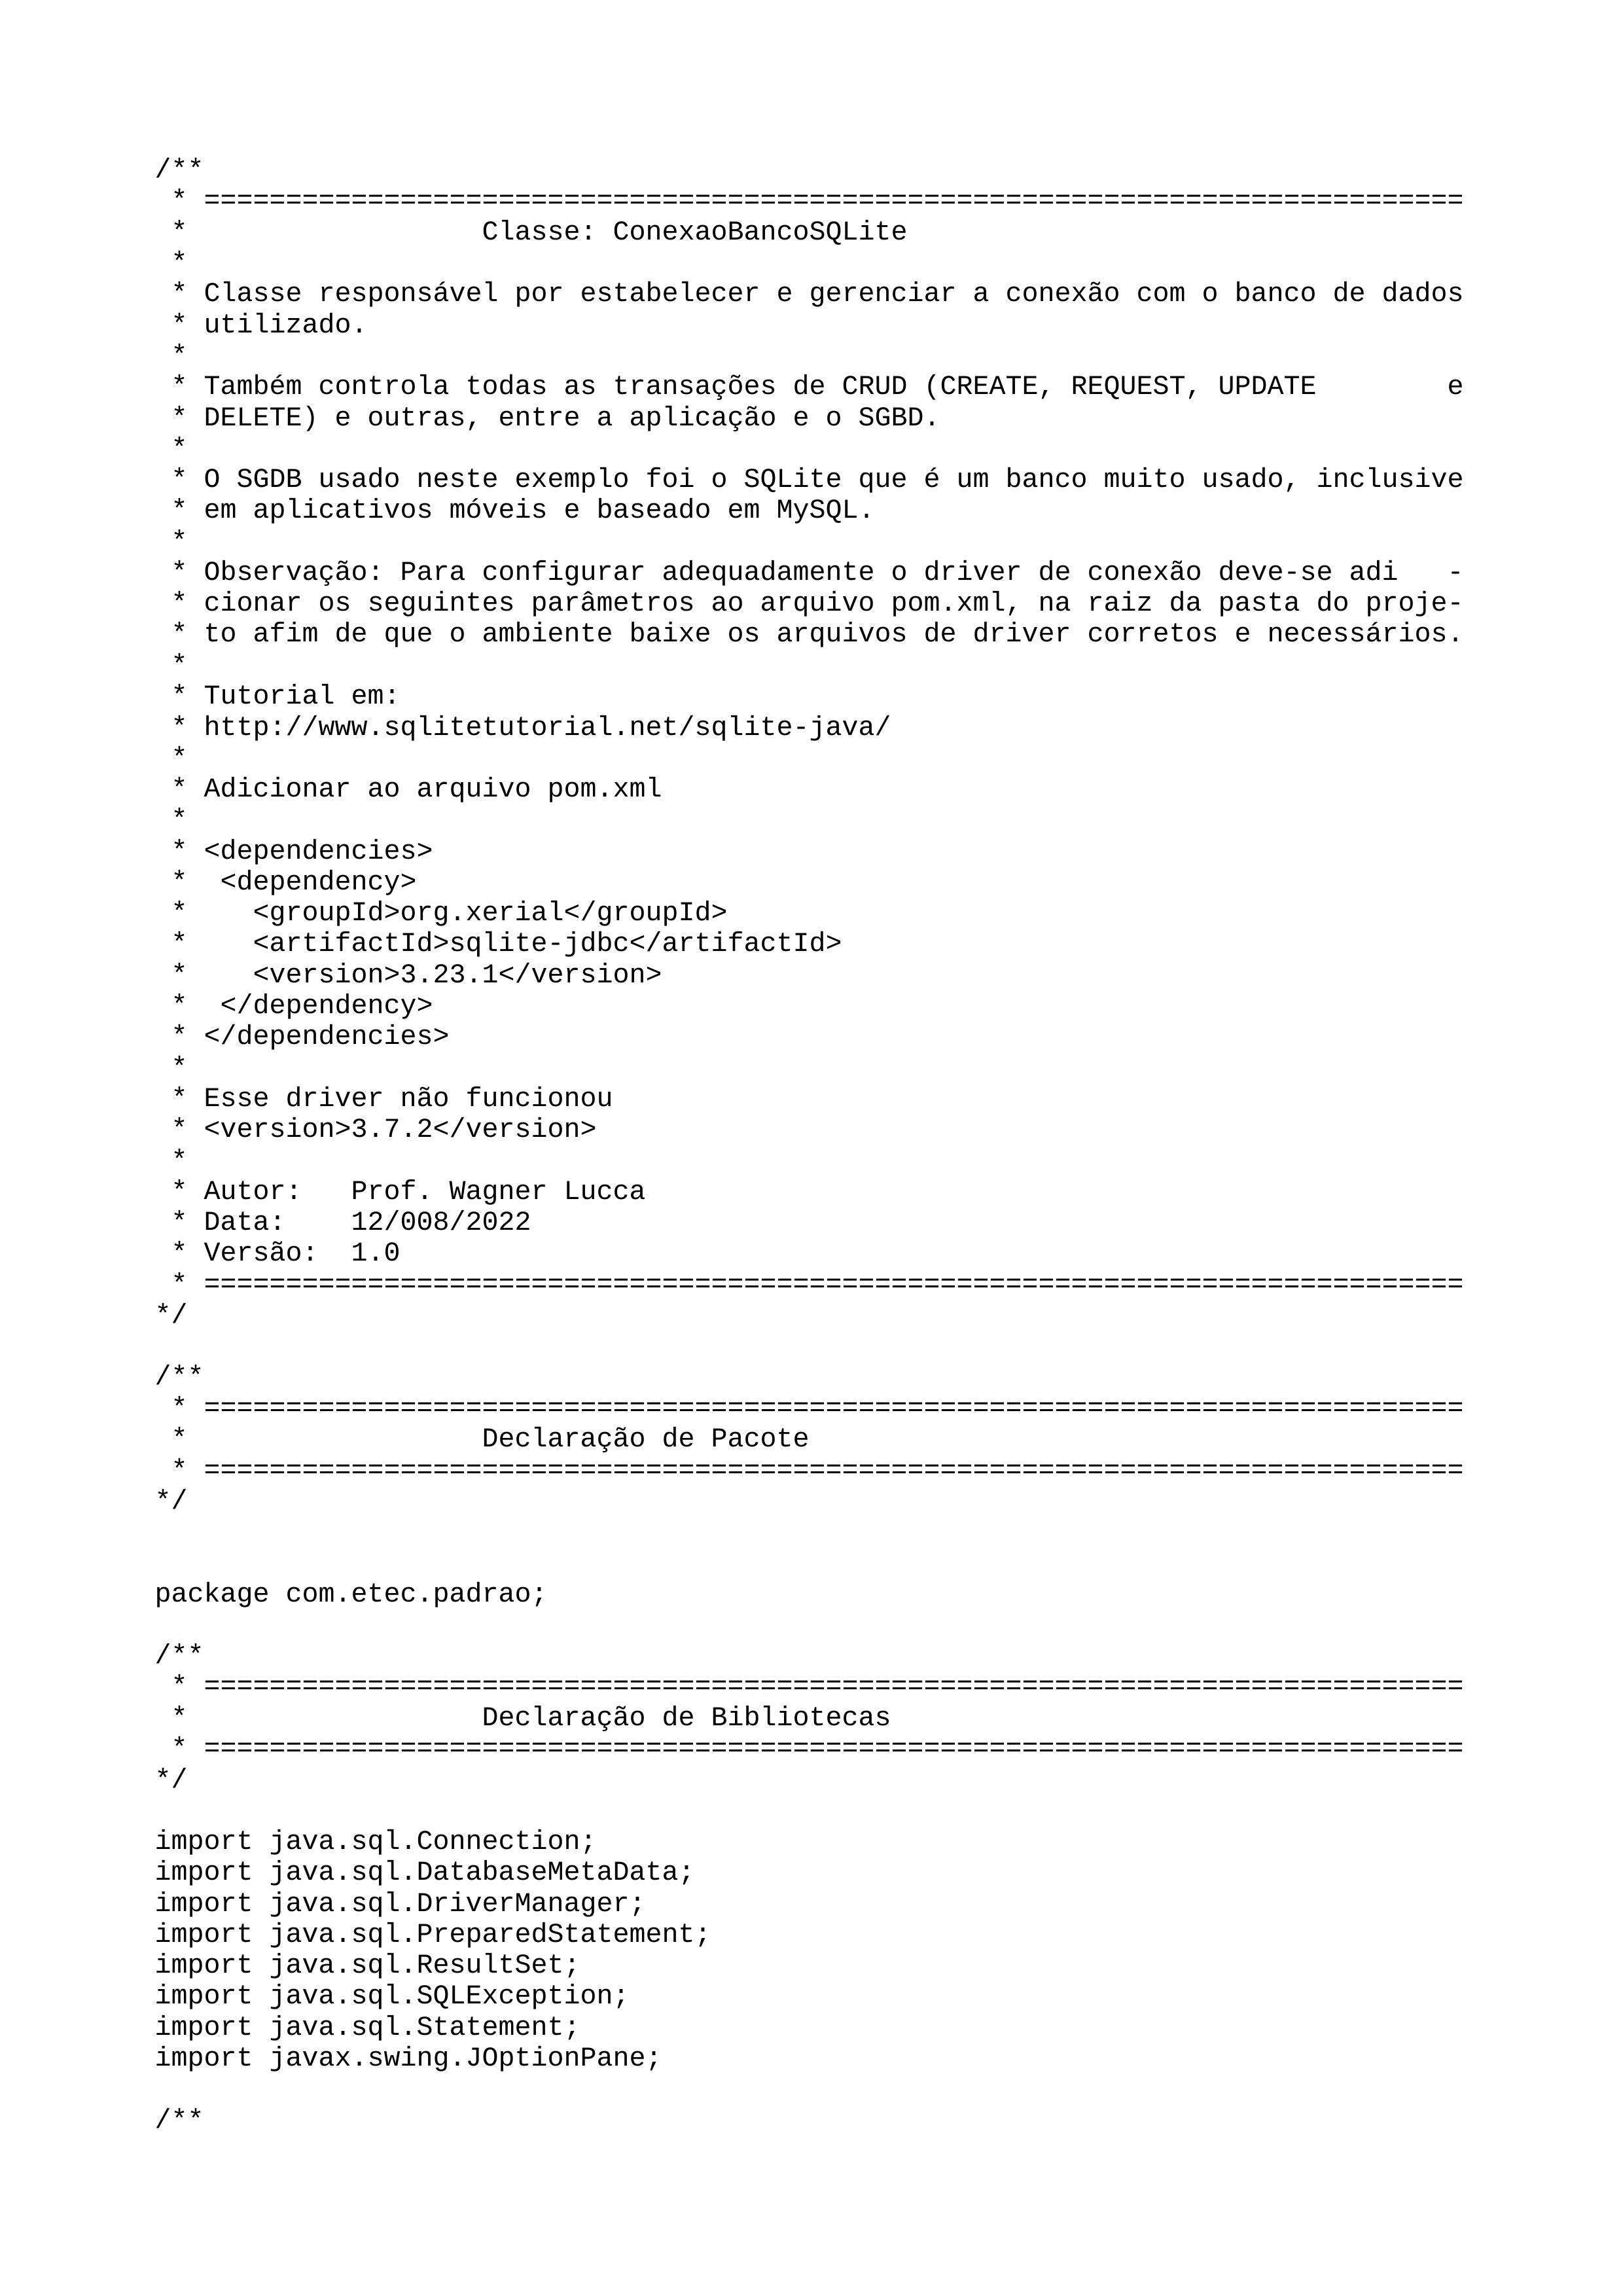 /**
 * =============================================================================
 *                  Classe: ConexaoBancoSQLite
 *
 * Classe responsável por estabelecer e gerenciar a conexão com o banco de dados
 * utilizado.
 *
 * Também controla todas as transações de CRUD (CREATE, REQUEST, UPDATE        e
 * DELETE) e outras, entre a aplicação e o SGBD.
 *
 * O SGDB usado neste exemplo foi o SQLite que é um banco muito usado, inclusive
 * em aplicativos móveis e baseado em MySQL.
 *
 * Observação: Para configurar adequadamente o driver de conexão deve-se adi   -
 * cionar os seguintes parâmetros ao arquivo pom.xml, na raiz da pasta do proje-
 * to afim de que o ambiente baixe os arquivos de driver corretos e necessários.
 *
 * Tutorial em:
 * http://www.sqlitetutorial.net/sqlite-java/
 *
 * Adicionar ao arquivo pom.xml
 *
 * <dependencies>
 *  <dependency>
 *    <groupId>org.xerial</groupId>
 *    <artifactId>sqlite-jdbc</artifactId>
 *    <version>3.23.1</version>
 *  </dependency>
 * </dependencies>
 *
 * Esse driver não funcionou
 * <version>3.7.2</version>
 *
 * Autor:   Prof. Wagner Lucca
 * Data:    12/008/2022
 * Versão:  1.0
 * =============================================================================
*/

/**
 * =============================================================================
 *                  Declaração de Pacote
 * =============================================================================
*/


package com.etec.padrao;

/**
 * =============================================================================
 *                  Declaração de Bibliotecas
 * =============================================================================
*/

import java.sql.Connection;
import java.sql.DatabaseMetaData;
import java.sql.DriverManager;
import java.sql.PreparedStatement;
import java.sql.ResultSet;
import java.sql.SQLException;
import java.sql.Statement;
import javax.swing.JOptionPane;

/**